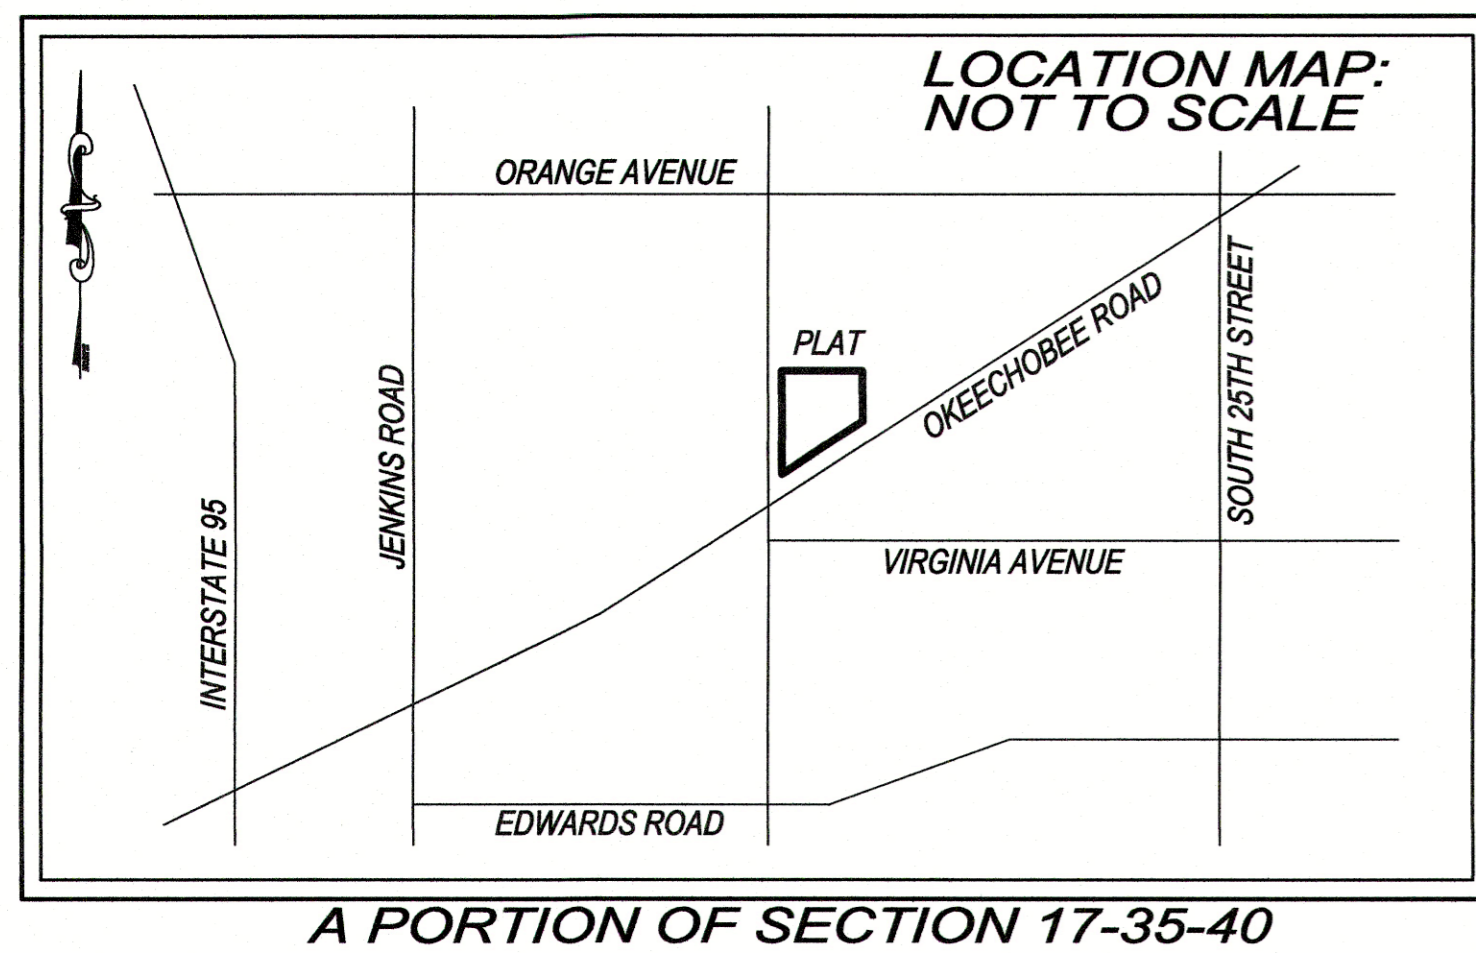 LOCATION MAP:
NOT TO SCALE
ORANGE AVENUE
PLAT
OKEECHOBEE ROAD
SOUTH 25TH STREET
JENKINS ROAD
INTERSTATE 95
VIRGINIA AVENUE
EDWARDS ROAD
A PORTION OF SECTION 17-35-40